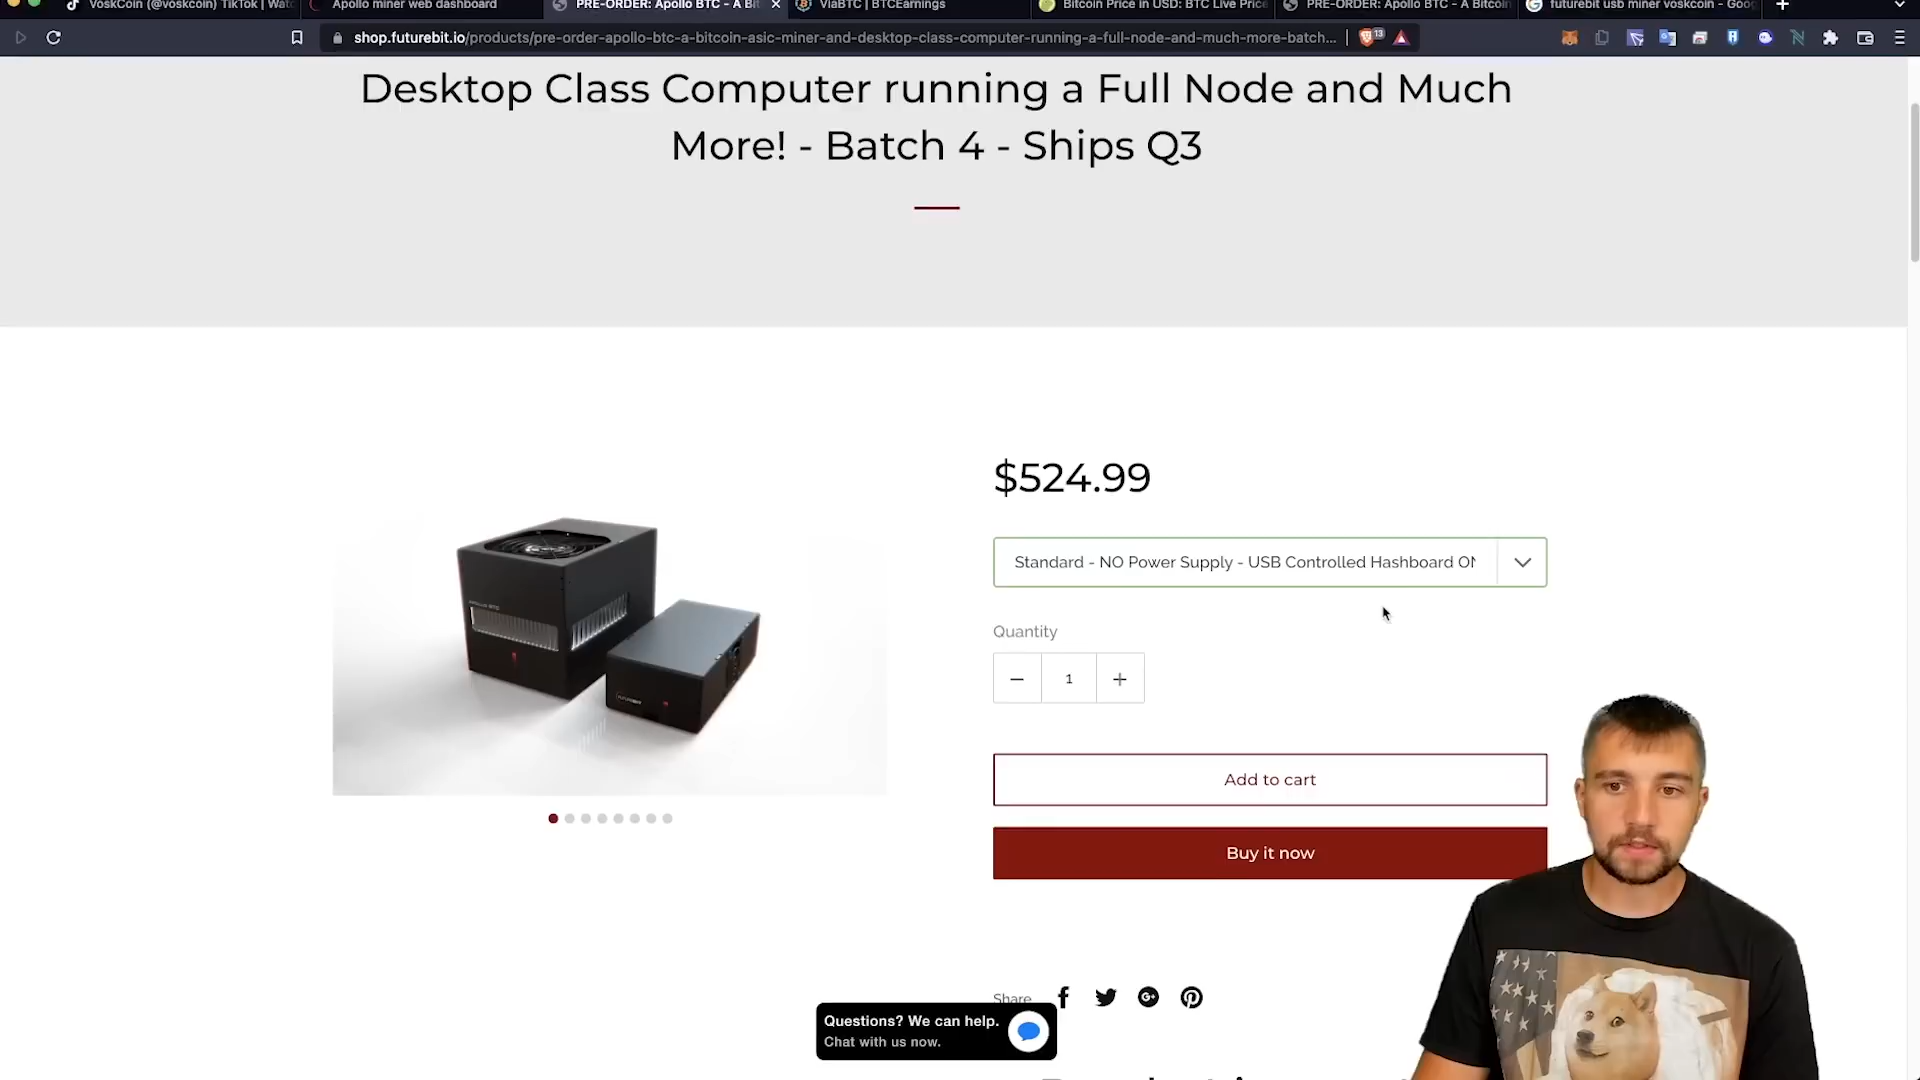 VoskCoin (@voskcoin) TikTok | Wat
Apollo miner web dashboard
PRE-ORDER: Apollo BTC - A Bi
ViaBTC | BTCEarnings
Bitcoin Price in USD: BTC Live Price
PRE-ORDER: Apollo BTC - A Bitcoin
futurebit usb miner voskcoin - Goog
shop.futurebit.io/products/pre-order-apollo-btc-a-bitcoin-asic-miner-and-desktop-class-computer-running-a-full-node-and-much-more-batch...
13
Desktop Class Computer running a Full Node and Much
More! - Batch 4 - Ships Q3
$524.99
Standard - NO Power Supply - USB Controlled Hashboard ON
Quantity
1
Add to cart
Buy it now
Share
Questions? We can help.
Chat with us now.